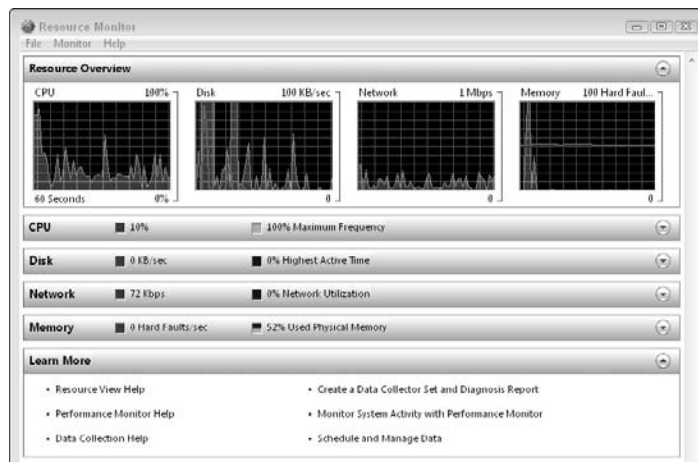 Resource Monitor
File Monitor Help
Resource Overview
CPU 100% Disk 100 KB/sec Network 1 Mbps Memory 100 Hard Faul...
60 Seconds 0% 0 0 0
CPU 10% 100% Maximum Frequency
Disk 0 KB/sec 0% Highest Active Time
Network 72 Kbps 0% Network Utilization
Memory 0 Hard Faults/sec 52% Used Physical Memory
Learn More
• Resource View Help • Create a Data Collector Set and Diagnosis Report
• Performance Monitor Help • Monitor System Activity with Performance Monitor
• Data Collection Help • Schedule and Manage Data